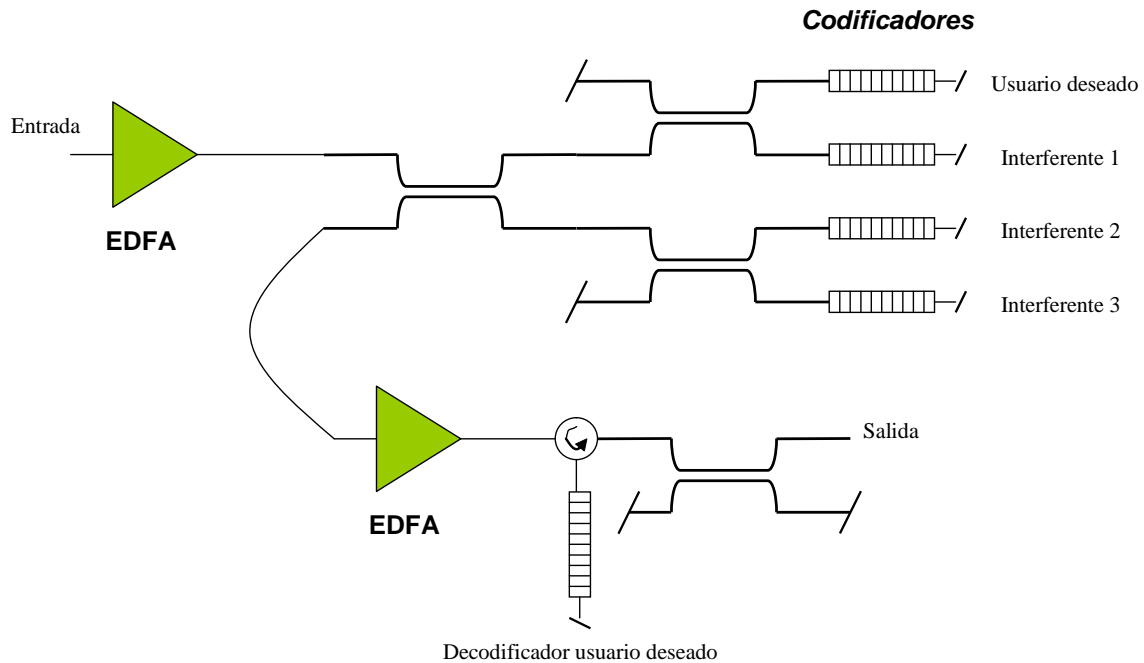 Codificadores
Usuario deseado
Entrada
Interferente 1
EDFA
Interferente 2
Interferente 3
Salida
EDFA
Decodificador usuario deseado